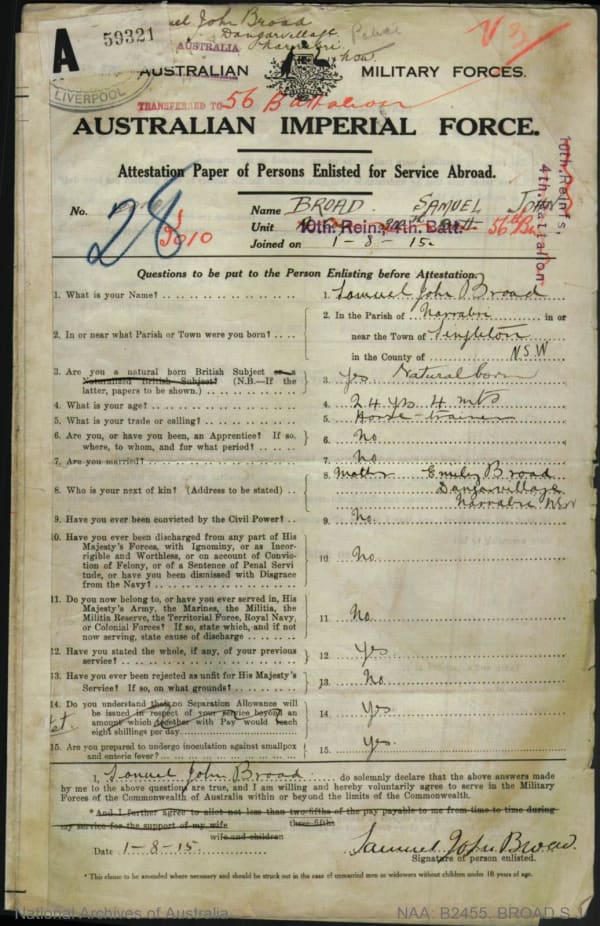 Samuel John Broad
Dangarvillage
Narrabri
A
59321
AUSTRALIA
LIVERPOOL
AUSTRALIAN MILITARY FORCES.
TRANSFERRED TO 56 Battalion
AUSTRALIAN IMPERIAL FORCE.
Attestation Paper of Persons Enlisted for Service Abroad.
10th. Reinf's,
4th. Battalion
No. 28
3010
Name BROAD SAMUEL JOHN
Unit 10th. Rein; 4th. Batt. 56th Bn
Joined on 1-8-15.
Questions to be put to the Person Enlisting before Attestation.
1. What is your Name? 1. Samuel John Broad
2. In or near what Parish or Town were you born? 2. In the Parish of Narrabri in or
near the Town of Singleton
in the County of NSW
3. Are you a natural born British Subject or a
Naturalized British Subject? (N.B.—If the
latter, papers to be shown.) 3. Yes Natural born
4. What is your age? 4. 24 yrs 4 mts
5. What is your trade or calling? 5. Horse-trainer
6. Are you, or have you been, an Apprentice? If so,
where, to whom, and for what period? 6. No
7. Are you married? 7. No
8. Who is your next of kin? (Address to be stated) 8. Mother Emily Broad
Dangarvillage
Narrabri NSW
9. Have you ever been convicted by the Civil Power? 9. No.
10. Have you ever been discharged from any part of His
Majesty's Forces, with Ignominy, or as Incor-
rigible and Worthless, or on account of Convic-
tion of Felony, or of a Sentence of Penal Servi
tude, or have you been dismissed with Disgrace
from the Navy? 10 No.
11. Do you now belong to, or have you ever served in, His
Majesty's Army, the Marines, the Militia, the
Militia Reserve, the Territorial Force, Royal Navy,
or Colonial Forces? If so, state which, and if not
now serving, state cause of discharge 11 No.
12. Have you stated the whole, if any, of your previous
service? 12 Yes.
13. Have you ever been rejected as unfit for His Majesty's
Service? If so, on what grounds? 13. No
14. Do you understand that no Separation Allowance will
be issued in respect of your service beyond an
amount which together with Pay would reach
eight shillings per day 14 Yes
15. Are you prepared to undergo inoculation against smallpox
and enteric fever? 15. Yes.
I, Samuel John Broad do solemnly declare that the above answers made
by me to the above questions are true, and I am willing and hereby voluntarily agree to serve in the Military
Forces of the Commonwealth of Australia within or beyond the limits of the Commonwealth.
*And I further agree to allot not less than two-fifths of the pay payable to me from time to time during
three-fifths
my service for the support of my wife
wife and children
Date 1-8-15. Samuel John Broad.
Signature of person enlisted.
* This clause to be amended where necessary and should be struck out in the case of unmarried men or widowers without children under 18 years of age.
National Archives of Australia NAA: B2455, BROAD S J